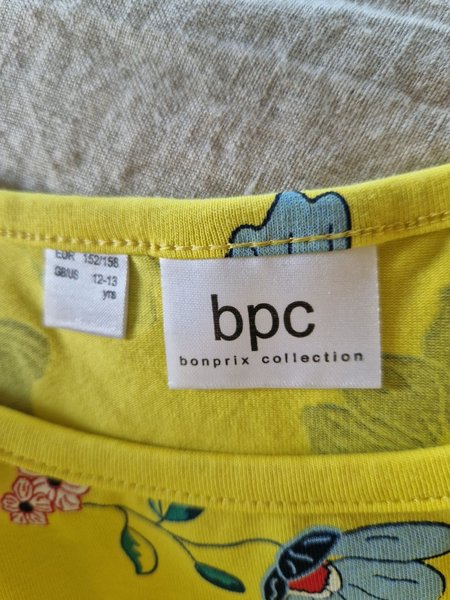 EUR 152/158
GB/US 12-13
yrs
bpc
bonprix collection